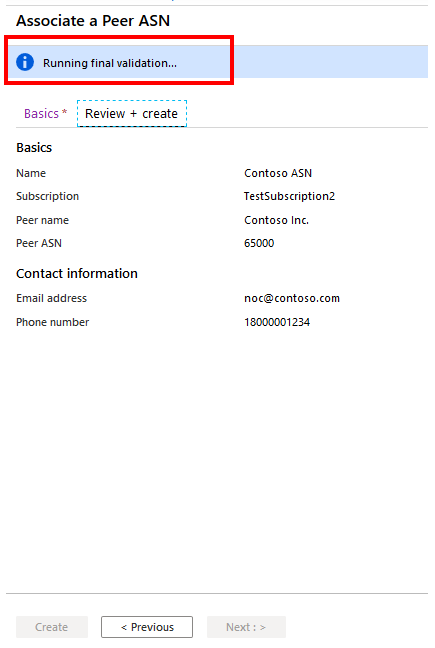 Associate a Peer ASN
Running final validation...
Basics * Review + create
Basics
Name Contoso ASN
Subscription TestSubscription2
Peer name Contoso Inc.
Peer ASN 65000
Contact information
Email address noc@contoso.com
Phone number 18000001234
Create < Previous Next : >